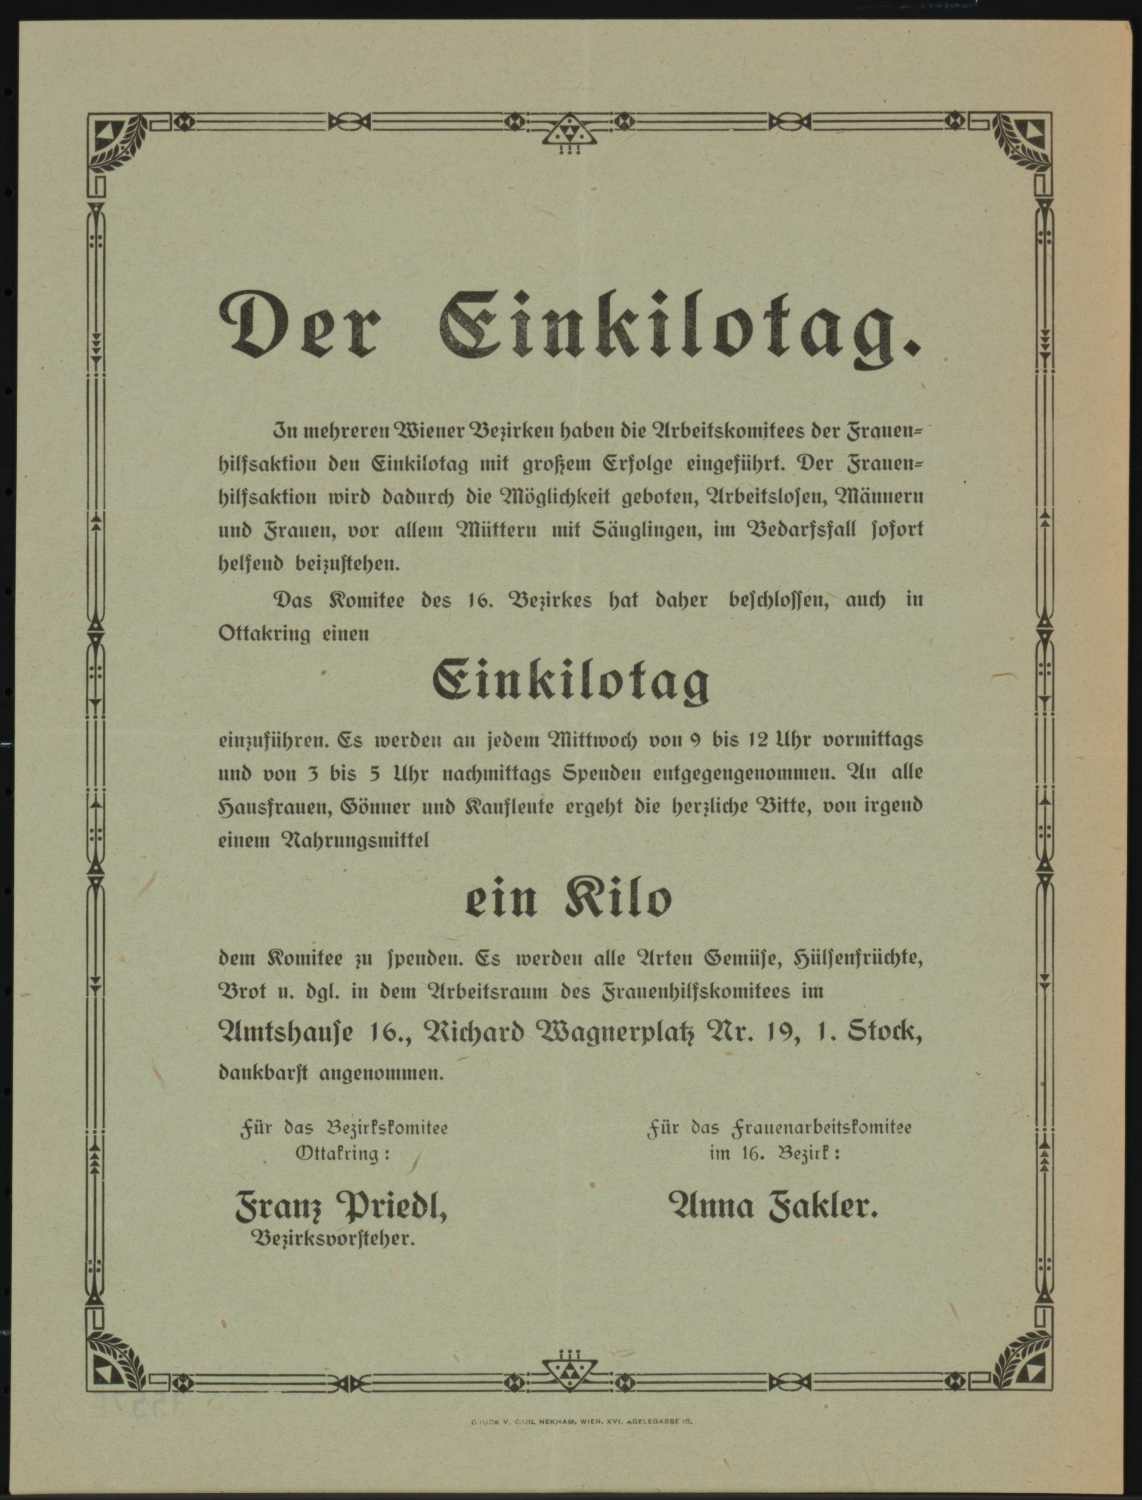 Der Einkilotag.
In mehreren Wiener Bezirken haben die Arbeitskomitees der Frauen-
hilfsaktion den Einkilotag mit großem Erfolge eingeführt. Der Frauen-
hilfsaktion wird dadurch die Möglichkeit geboten, Arbeitslosen, Männern
und Frauen, vor allem Müttern mit Säuglingen, im Bedarfsfall sofort
helfend beizustehen.
Das Komitee des 16. Bezirkes hat daher beschlossen, auch in
Ottakring einen
Einkilotag
einzuführen. Es werden an jedem Mittwoch von 9 bis 12 Uhr vormittags
und von 3 bis 5 Uhr nachmittags Spenden entgegengenommen. An alle
Hausfrauen, Gönner und Kaufleute ergeht die herzliche Bitte, von irgend
einem Nahrungsmittel
ein Kilo
dem Komitee zu spenden. Es werden alle Arten Gemüse, Hülsenfrüchte,
Brot u. dgl. in dem Arbeitsraum des Frauenhilfskomitees im
Amtshause 16., Richard Wagnerplatz Nr. 19, 1. Stock,
dankbarst angenommen.
Für das Bezirkskomitee
Ottakring:
Franz Priedl,
Bezirksvorsteher.
Für das Frauenarbeitskomitee
im 16. Bezirk:
Anna Fakler.
DRUCK V. GUIL. NEKHAM, WIEN, XVI. ABELEGASSE